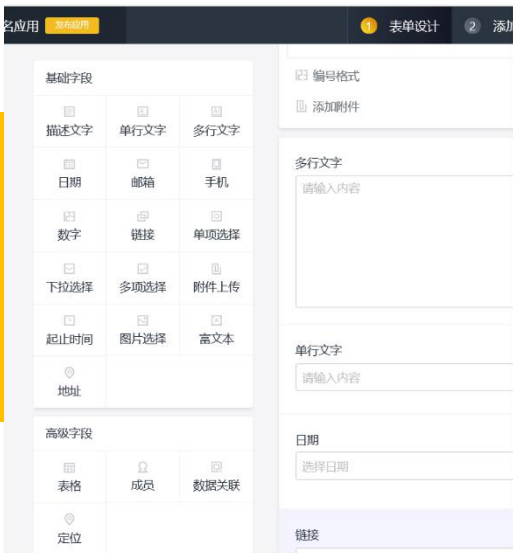 名应用 发布应用 1 表单设计 2 添加
基础字段
描述文字 单行文字 多行文字
日期 邮箱 手机
数字 链接 单项选择
下拉选择 多项选择 附件上传
起止时间 图片选择 富文本
地址
高级字段
表格 成员 数据关联
定位
编号格式
添加附件
多行文字
请输入内容
单行文字
请输入内容
日期
选择日期
链接